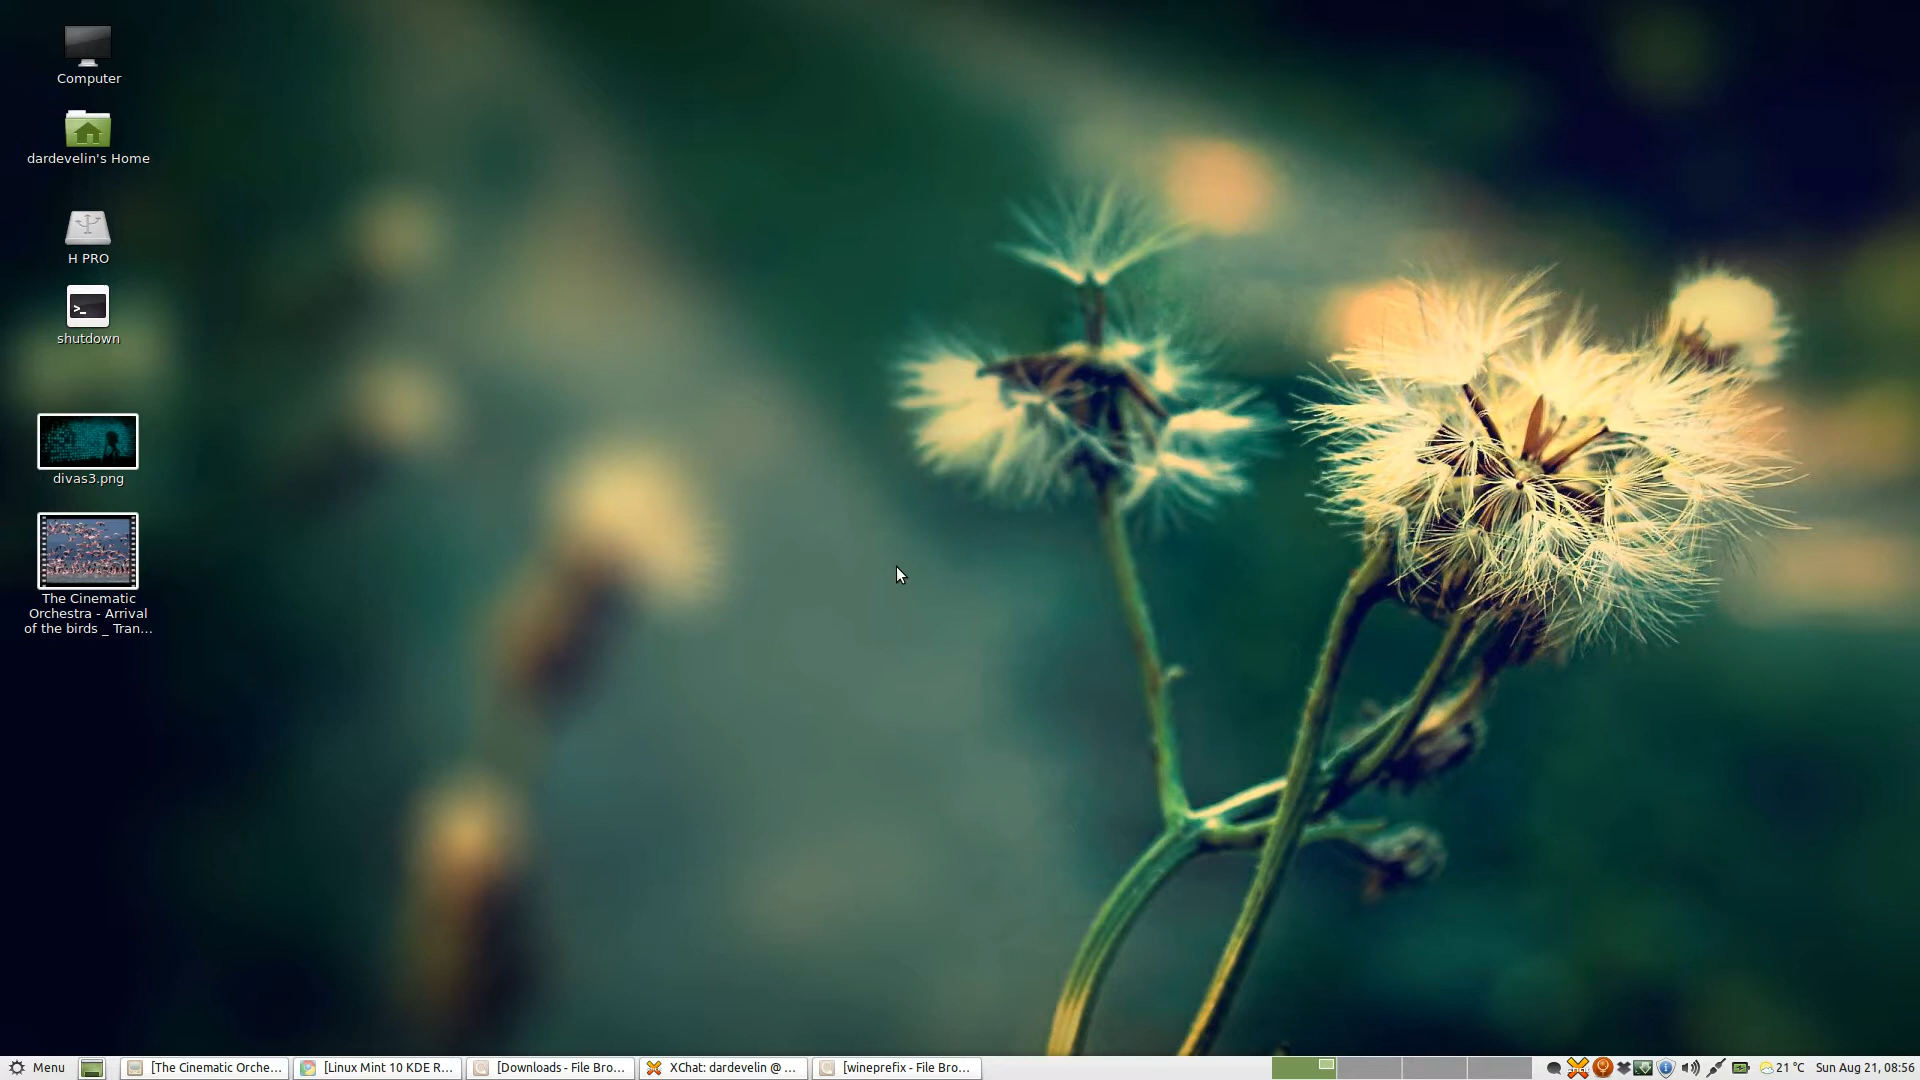 Computer
dardevelin's Home
H PRO
shutdown
divas3.png
The Cinematic
Orchestra - Arrival
of the birds _ Tran...
Menu
[The Cinematic Orche...
[Linux Mint 10 KDE R...
[Downloads - File Bro...
XChat: dardevelin @ ...
[wineprefix - File Bro...
21 °C
Sun Aug 21, 08:56